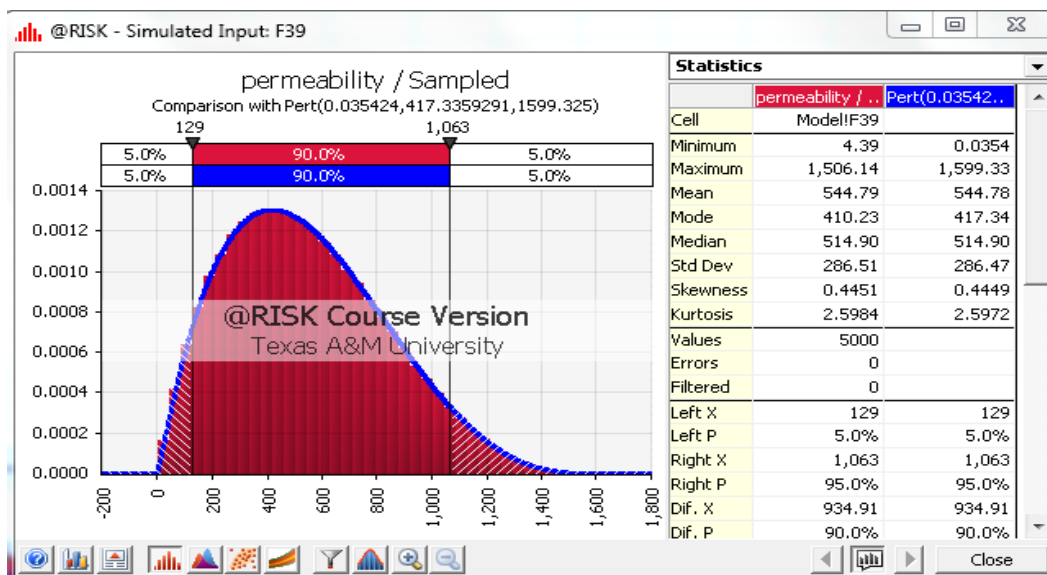 @RISK - Simulated Input: F39
permeability / Sampled
Comparison with Pert(0.035424,417.3359291,1599.325)
129 1,063
5.0% 90.0% 5.0%
5.0% 90.0% 5.0%
0.0014
0.0012
0.0010
0.0008
0.0006
0.0004
0.0002
0.0000
-200 0 200 400 600 800 1,000 1,200 1,400 1,600 1,800
@RISK Course Version
Texas A&M University
Statistics
permeability / .. Pert(0.03542..
Cell Model!F39
Minimum 4.39 0.0354
Maximum 1,506.14 1,599.33
Mean 544.79 544.78
Mode 410.23 417.34
Median 514.90 514.90
Std Dev 286.51 286.47
Skewness 0.4451 0.4449
Kurtosis 2.5984 2.5972
Values 5000
Errors 0
Filtered 0
Left X 129 129
Left P 5.0% 5.0%
Right X 1,063 1,063
Right P 95.0% 95.0%
Dif. X 934.91 934.91
Dif. P 90.0% 90.0%
Close